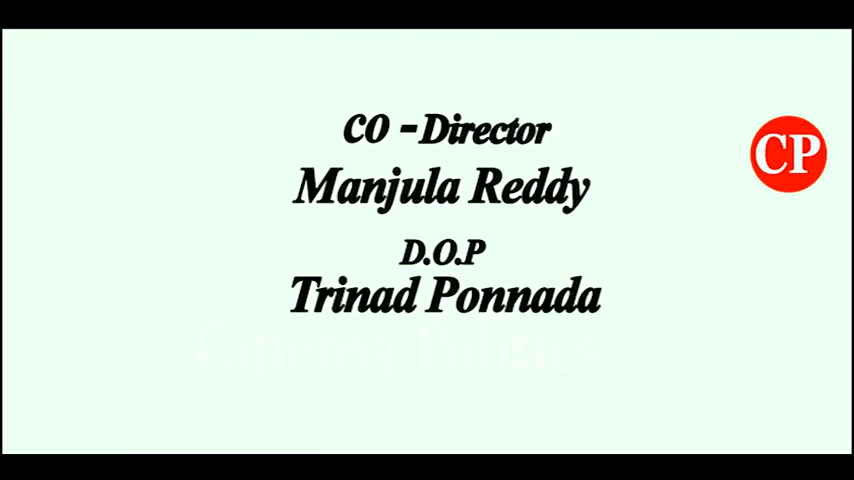 CO - Director
Manjula Reddy
CP
D.O.P
Trinad Ponnada
Cinema Politics